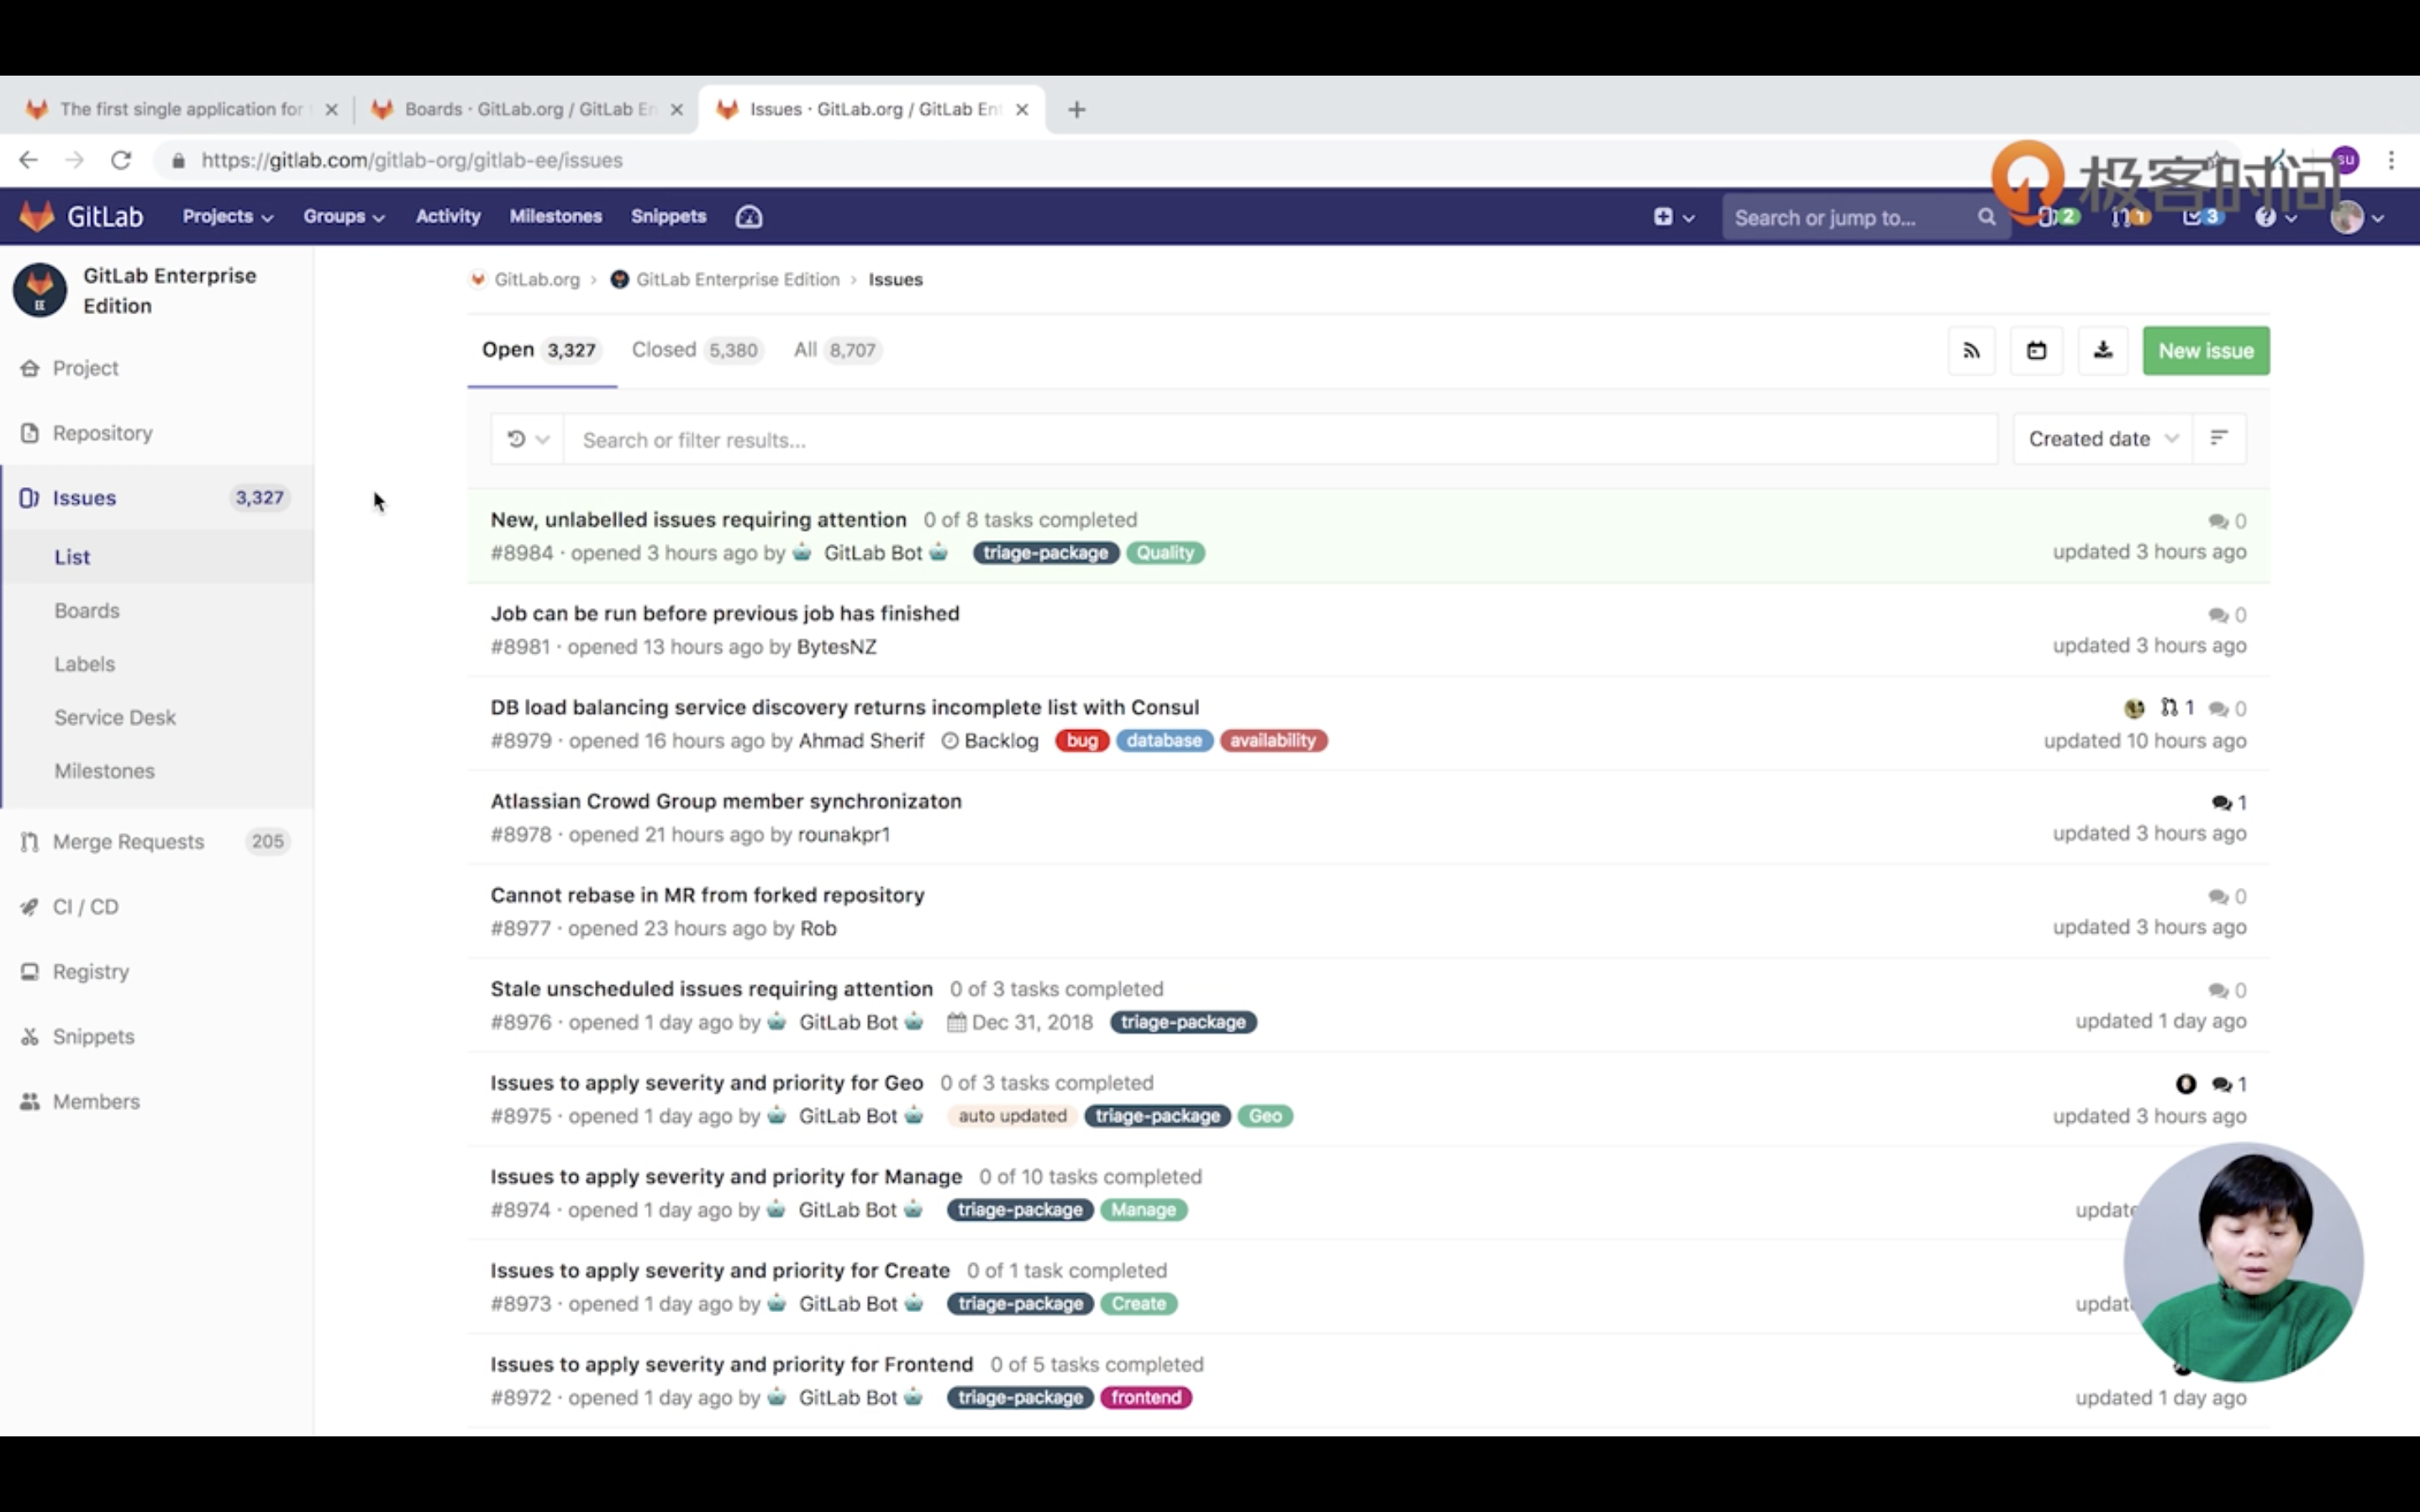 The first single application for
Boards · GitLab.org / GitLab En
Issues · GitLab.org / GitLab Ent
https://gitlab.com/gitlab-org/gitlab-ee/issues
su
极客时间
GitLab
Projects
Groups
Activity
Milestones
Snippets
Search or jump to...
2
1
3
GitLab Enterprise
Edition
EE
Project
Repository
Issues 3,327
List
Boards
Labels
Service Desk
Milestones
Merge Requests 205
CI / CD
Registry
Snippets
Members
GitLab.org › GitLab Enterprise Edition › Issues
Open 3,327 Closed 5,380 All 8,707
New issue
Search or filter results...
Created date
New, unlabelled issues requiring attention 0 of 8 tasks completed 0
#8984 · opened 3 hours ago by GitLab Bot triage-package Quality updated 3 hours ago
Job can be run before previous job has finished 0
#8981 · opened 13 hours ago by BytesNZ updated 3 hours ago
DB load balancing service discovery returns incomplete list with Consul 1 0
#8979 · opened 16 hours ago by Ahmad Sherif Backlog bug database availability updated 10 hours ago
Atlassian Crowd Group member synchronizaton 1
#8978 · opened 21 hours ago by rounakpr1 updated 3 hours ago
Cannot rebase in MR from forked repository 0
#8977 · opened 23 hours ago by Rob updated 3 hours ago
Stale unscheduled issues requiring attention 0 of 3 tasks completed 0
#8976 · opened 1 day ago by GitLab Bot Dec 31, 2018 triage-package updated 1 day ago
Issues to apply severity and priority for Geo 0 of 3 tasks completed 1
#8975 · opened 1 day ago by GitLab Bot auto updated triage-package Geo updated 3 hours ago
Issues to apply severity and priority for Manage 0 of 10 tasks completed
#8974 · opened 1 day ago by GitLab Bot triage-package Manage update
Issues to apply severity and priority for Create 0 of 1 task completed
#8973 · opened 1 day ago by GitLab Bot triage-package Create updat
Issues to apply severity and priority for Frontend 0 of 5 tasks completed
#8972 · opened 1 day ago by GitLab Bot triage-package frontend updated 1 day ago